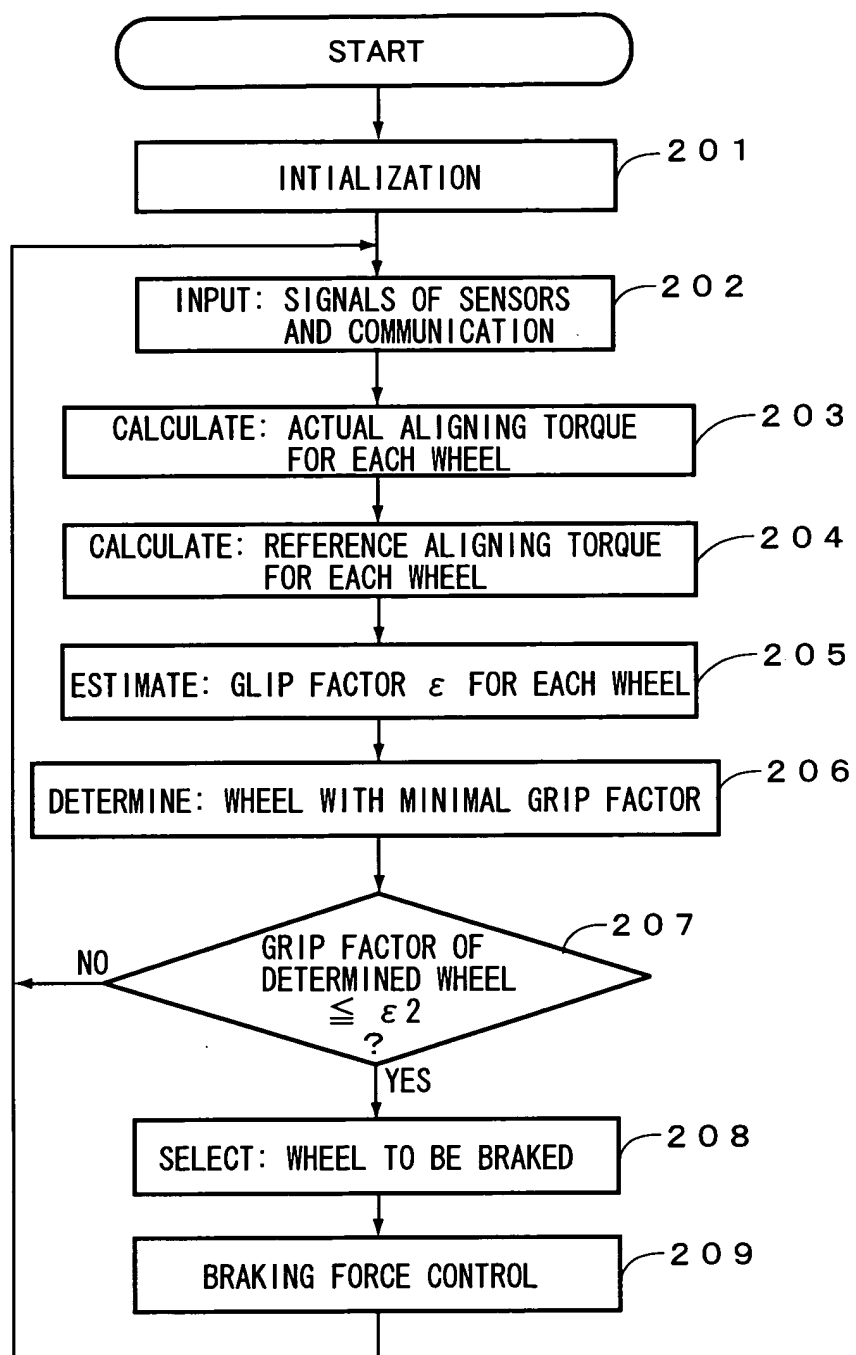 START
INTIALIZATION
201
INPUT: SIGNALS OF SENSORS
AND COMMUNICATION
202
CALCULATE: ACTUAL ALIGNING TORQUE
FOR EACH WHEEL
203
CALCULATE: REFERENCE ALIGNING TORQUE
FOR EACH WHEEL
204
ESTIMATE: GLIP FACTOR ε FOR EACH WHEEL
205
DETERMINE: WHEEL WITH MINIMAL GRIP FACTOR
206
GRIP FACTOR OF
DETERMINED WHEEL
≦ ε2
?
207
NO
YES
SELECT: WHEEL TO BE BRAKED
208
BRAKING FORCE CONTROL
209